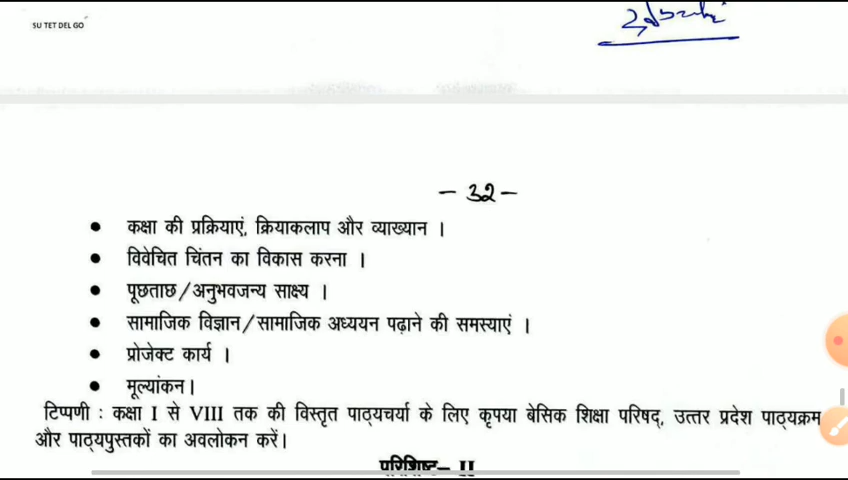 SU TET DEL GO
– 32 –
• कक्षा की प्रक्रियाएं, क्रियाकलाप और व्याख्यान ।
• विवेचित चिंतन का विकास करना ।
• पूछताछ/अनुभवजन्य साक्ष्य ।
• सामाजिक विज्ञान/सामाजिक अध्ययन पढ़ाने की समस्याएं ।
• प्रोजेक्ट कार्य ।
• मूल्यांकन।
टिप्पणी : कक्षा I से VIII तक की विस्तृत पाठ्यचर्या के लिए कृपया बेसिक शिक्षा परिषद्, उत्तर प्रदेश पाठ्यक्रम
और पाठ्यपुस्तकों का अवलोकन करें।
परिशिष्ट– II